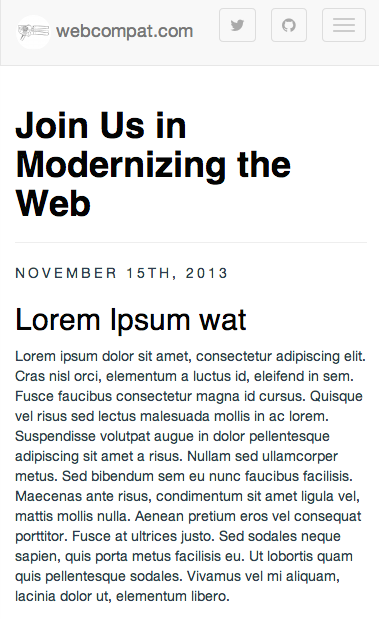 webcompat.com
Join Us in
Modernizing the
Web
NOVEMBER 15TH, 2013
Lorem Ipsum wat
Lorem ipsum dolor sit amet, consectetur adipiscing elit.
Cras nisl orci, elementum a luctus id, eleifend in sem.
Fusce faucibus consectetur magna id cursus. Quisque
vel risus sed lectus malesuada mollis in ac lorem.
Suspendisse volutpat augue in dolor pellentesque
adipiscing sit amet a risus. Nullam sed ullamcorper
metus. Sed bibendum sem eu nunc faucibus facilisis.
Maecenas ante risus, condimentum sit amet ligula vel,
mattis mollis nulla. Aenean pretium eros vel consequat
porttitor. Fusce at ultrices justo. Sed sodales neque
sapien, quis porta metus facilisis eu. Ut lobortis quam
quis pellentesque sodales. Vivamus vel mi aliquam,
lacinia dolor ut, elementum libero.